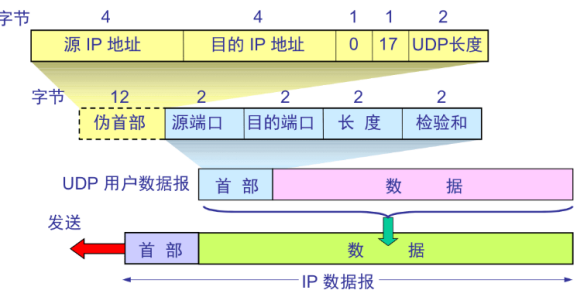 字节 4 4 1 1 2
源 IP 地址 目的 IP 地址 0 17 UDP长度
字节 12 2 2 2 2
伪首部 源端口 目的端口 长 度 检验和
UDP 用户数据报 首 部 数 据
发送
首 部 数 据
IP 数据报